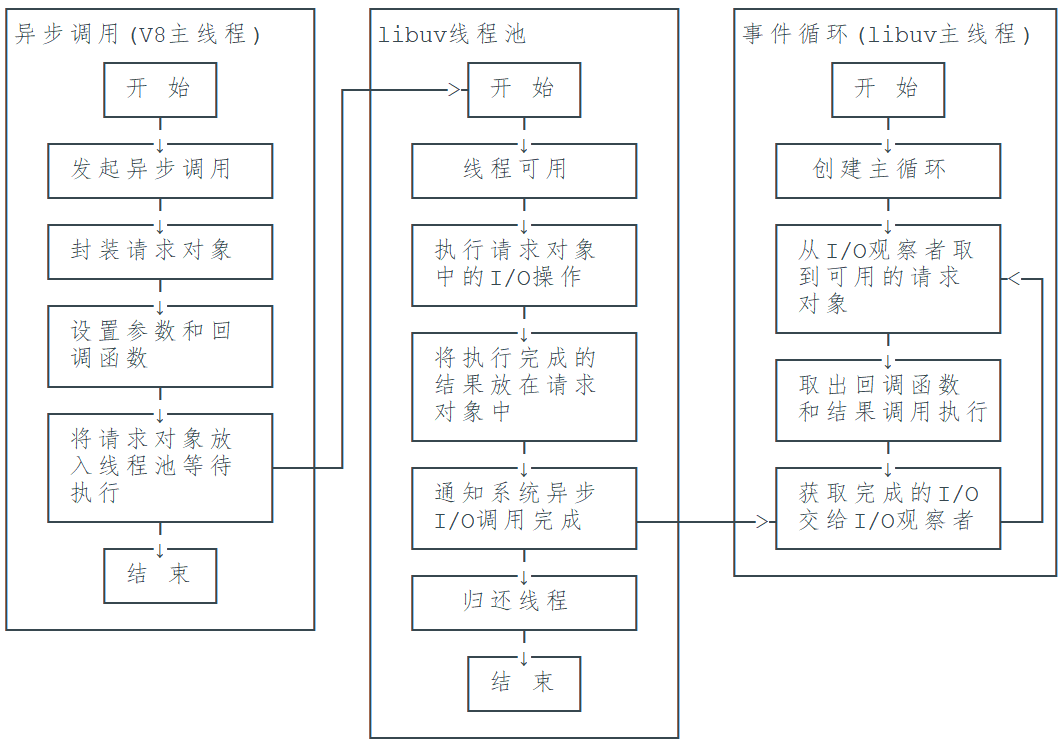 异步调用(V8主线程)
开 始
发起异步调用
封装请求对象
设置参数和回
调函数
将请求对象放
入线程池等待
执行
结 束
libuv线程池
开 始
线程可用
执行请求对象
中的I/O操作
将执行完成的
结果放在请求
对象中
通知系统异步
I/O调用完成
归还线程
结 束
事件循环(libuv主线程)
开 始
创建主循环
从I/O观察者取
到可用的请求
对象
取出回调函数
和结果调用执行
获取完成的I/O
交给I/O观察者